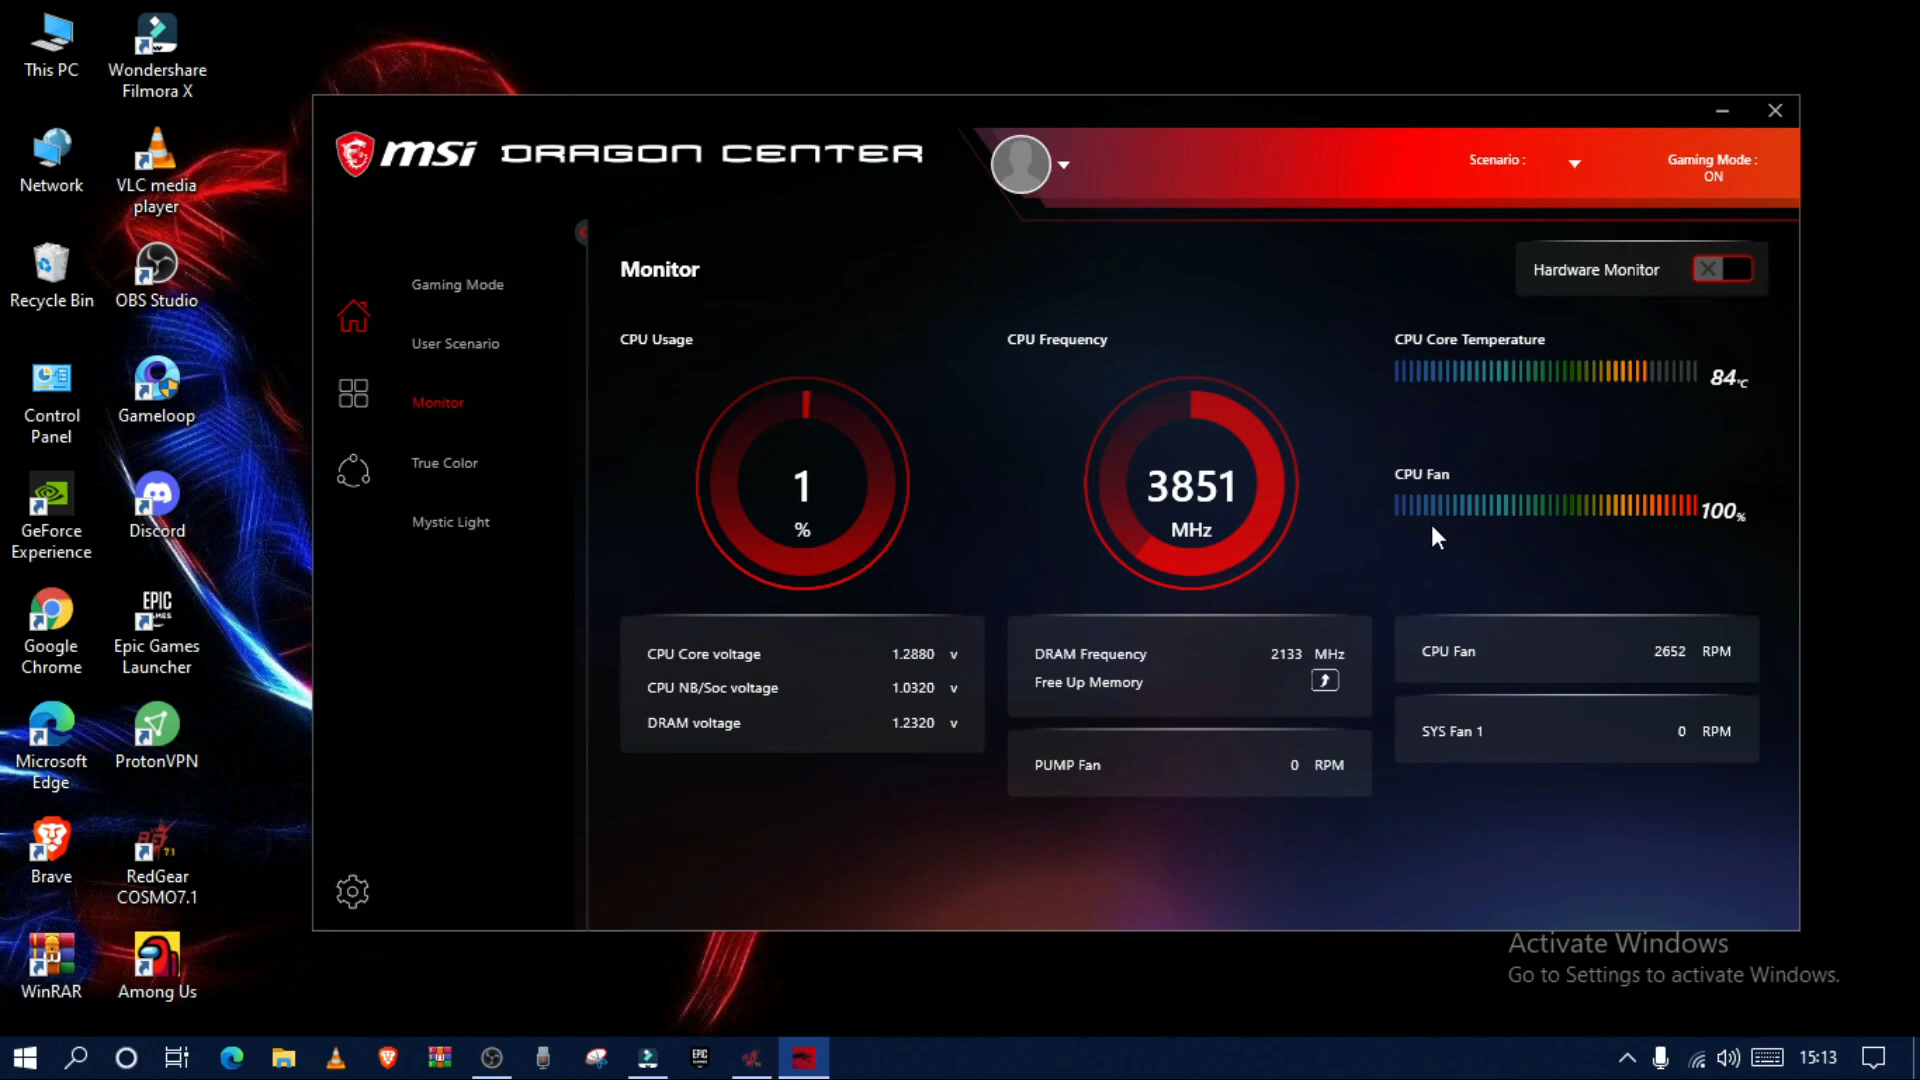 This PC
Wondershare
Filmora X
Network
VLC media
player
Recycle Bin
OBS Studio
Control
Panel
Gameloop
GeForce
Experience
Discord
Google
Chrome
EPIC
GAMES
Epic Games
Launcher
Microsoft
Edge
ProtonVPN
Brave
71
RedGear
COSMO7.1
WinRAR
Among Us
msi DRAGON CENTER
Scenario :
Gaming Mode :
ON
Gaming Mode
User Scenario
Monitor
True Color
Mystic Light
Monitor
Hardware Monitor
CPU Usage
1
%
CPU Frequency
3851
MHz
CPU Core Temperature
84°C
CPU Fan
100%
CPU Core voltage 1.2880 v
CPU NB/Soc voltage 1.0320 v
DRAM voltage 1.2320 v
DRAM Frequency 2133 MHz
Free Up Memory
PUMP Fan 0 RPM
CPU Fan 2652 RPM
SYS Fan 1 0 RPM
Activate Windows
Go to Settings to activate Windows.
EPIC
15:13